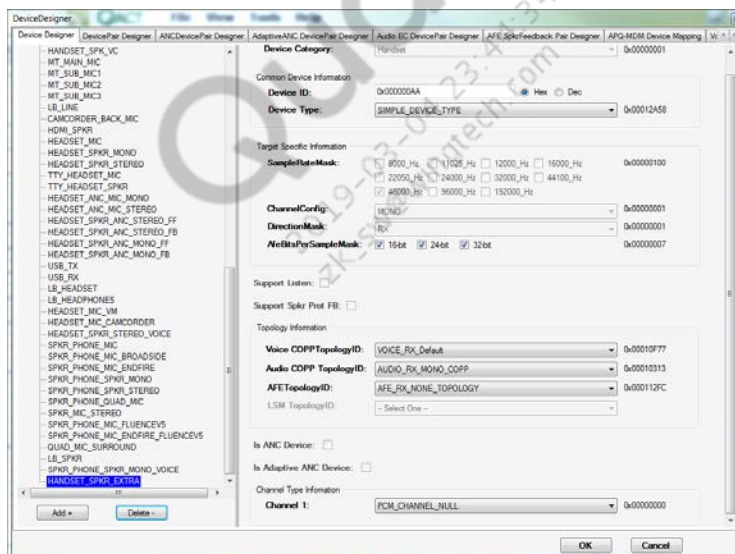 DeviceDesigner
QACT File View Tools Help
Device Designer DevicePair Designer ANCDevicePair Designer AdaptiveANC DevicePair Designer Audio EC DevicePair Designer AFE SpkrFeedback Pair Designer APQ-MDM Device Mapping
HANDSET_SPK_VC
MT_MAIN_MIC
MT_SUB_MIC1
MT_SUB_MIC2
MT_SUB_MIC3
LB_LINE
CAMCORDER_BACK_MIC
HDMI_SPKR
HEADSET_MIC
HEADSET_SPKR_MONO
HEADSET_SPKR_STEREO
TTY_HEADSET_MIC
TTY_HEADSET_SPKR
HEADSET_ANC_MIC_MONO
HEADSET_ANC_MIC_STEREO
HEADSET_SPKR_ANC_STEREO_FF
HEADSET_SPKR_ANC_STEREO_FB
HEADSET_SPKR_ANC_MONO_FF
HEADSET_SPKR_ANC_MONO_FB
USB_TX
USB_RX
LB_HEADSET
LB_HEADPHONES
HEADSET_MIC_VM
HEADSET_MIC_CAMCORDER
HEADSET_SPKR_STEREO_VOICE
SPKR_PHONE_MIC
SPKR_PHONE_MIC_BROADSIDE
SPKR_PHONE_MIC_ENDFIRE
SPKR_PHONE_SPKR_MONO
SPKR_PHONE_SPKR_STEREO
SPKR_PHONE_QUAD_MIC
SPKR_MIC_STEREO
SPKR_PHONE_MIC_FLUENCEV5
SPKR_PHONE_MIC_ENDFIRE_FLUENCEV5
QUAD_MIC_SURROUND
LB_SPKR
SPKR_PHONE_SPKR_MONO_VOICE
HANDSET_SPKR_EXTRA
Add + Delete -
Device Category: Handset 0x00000001
Common Device Information
Device ID: 0x000000AA Hex Dec
Device Type: SIMPLE_DEVICE_TYPE 0x00012A58
Target Specific Information
SampleRateMask: 8000_Hz 11025_Hz 12000_Hz 16000_Hz 0x00000100
22050_Hz 24000_Hz 32000_Hz 44100_Hz
48000_Hz 96000_Hz 192000_Hz
ChannelConfig: MONO 0x00000001
DirectionMask: RX 0x00000001
AfeBitsPerSampleMask: 16-bit 24-bit 32-bit 0x00000007
Support Listen:
Support Spkr Prot FB:
Topology Information
Voice COPPTopologyID: VOICE_RX_Default 0x00010F77
Audio COPP TopologyID: AUDIO_RX_MONO_COPP 0x00010313
AFETopologyID: AFE_RX_NONE_TOPOLOGY 0x000112FC
LSM TopologyID: -- Select One --
Is ANC Device:
Is Adaptive ANC Device:
Channel Type Infomation
Channel 1: PCM_CHANNEL_NULL 0x00000000
OK Cancel